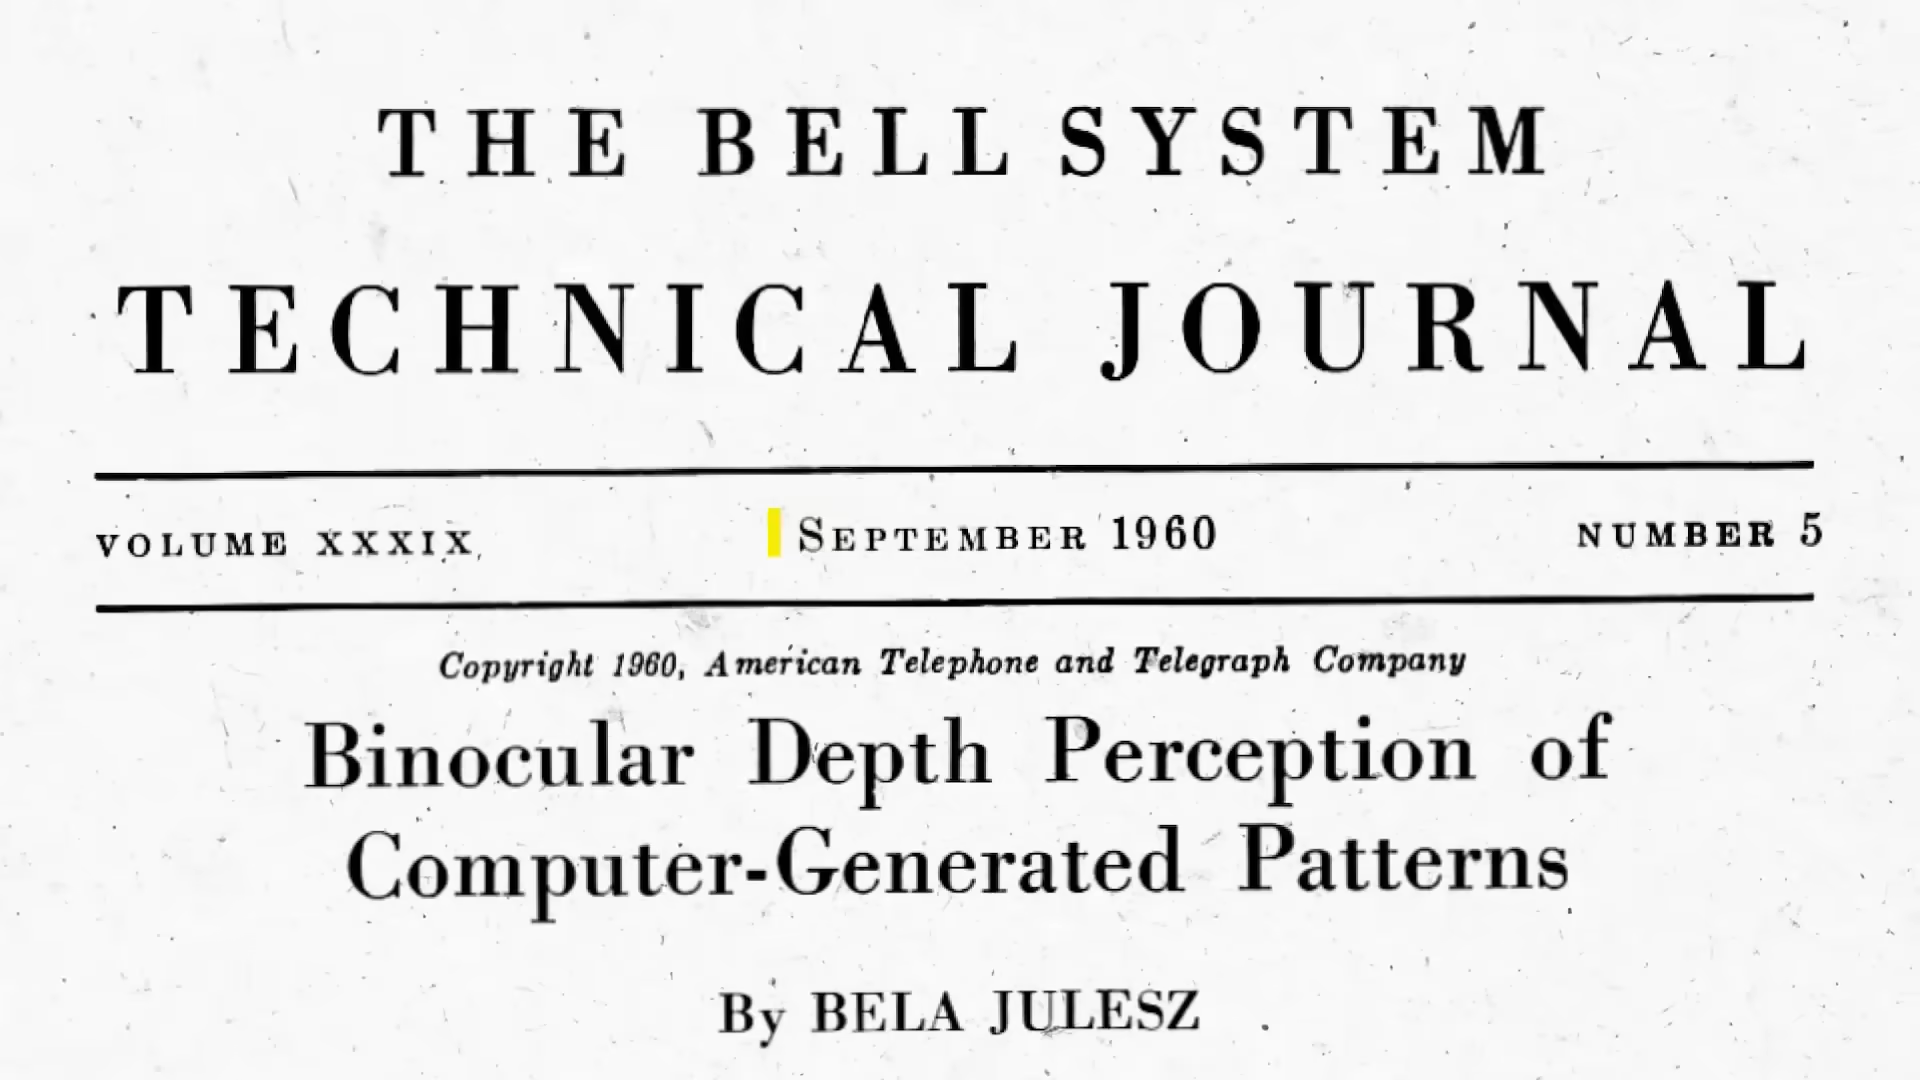 THE BELL SYSTEM
TECHNICAL JOURNAL
VOLUME XXXIX
SEPTEMBER 1960
NUMBER 5
Copyright 1960, American Telephone and Telegraph Company
Binocular Depth Perception of
Computer-Generated Patterns
By BELA JULESZ